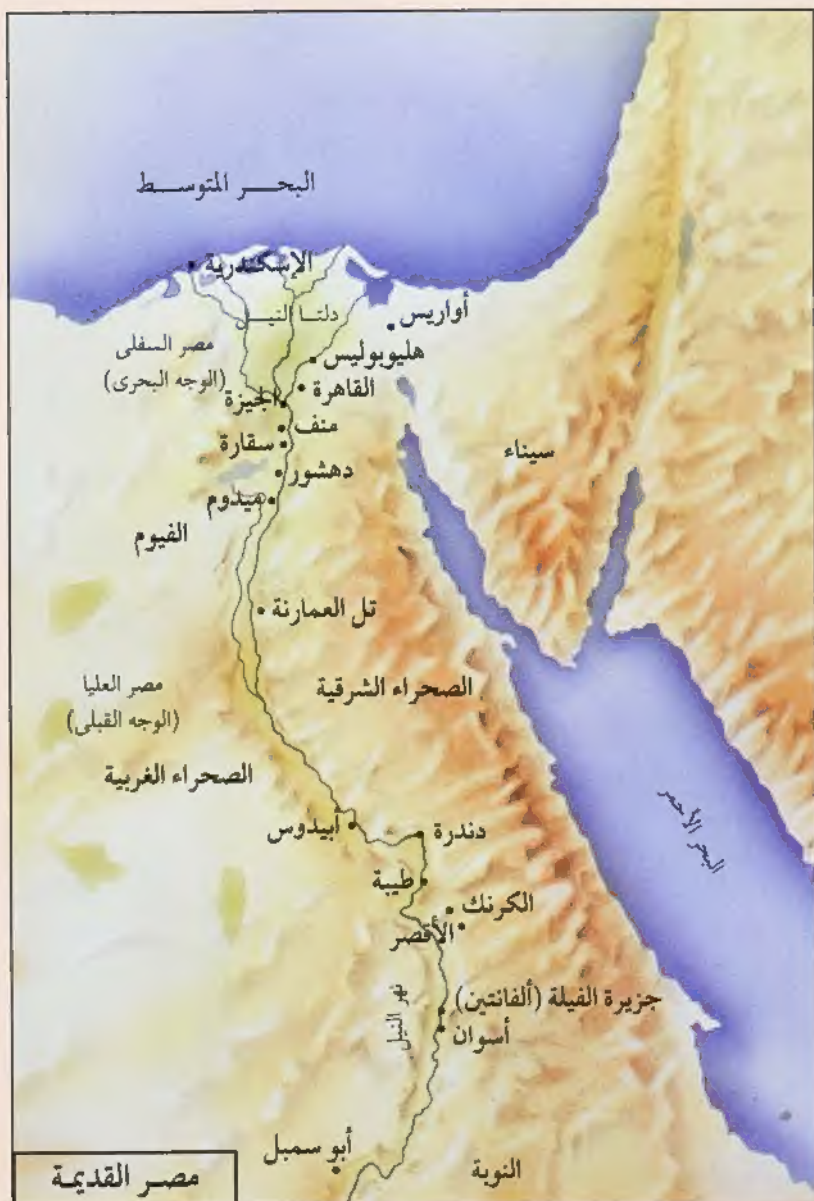 البحر المتوسط
الإسكندرية
دلتا النيل
أواريس
مصر السفلى
(الوجه البحرى)
هليوبوليس
القاهرة
الجيزة
منف
سقارة
سيناء
دهشور
ميدوم
الفيوم
تل العمارنة
مصر العليا
(الوجه القبلى)
الصحراء الشرقية
الصحراء الغربية
البحر الأحمر
أبيدوس
دندرة
طيبة
الكرنك
الأقصر
نهر النيل
جزيرة الفيلة (ألفانتين)
أسوان
أبو سمبل
النوبة
مصر القديمة